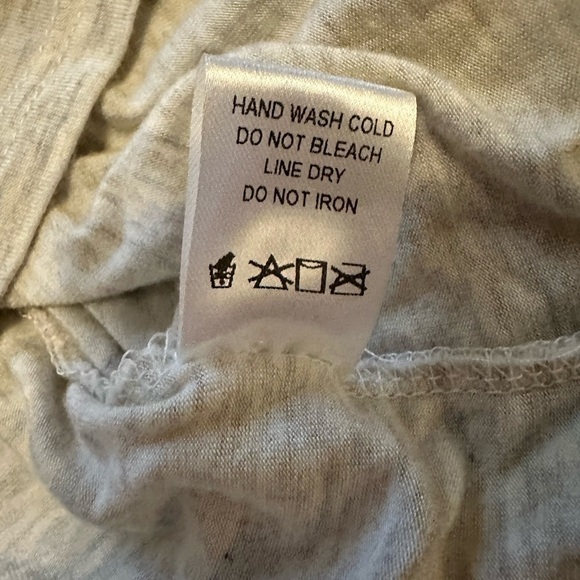 HAND WASH COLD
DO NOT BLEACH
LINE DRY
DO NOT IRON